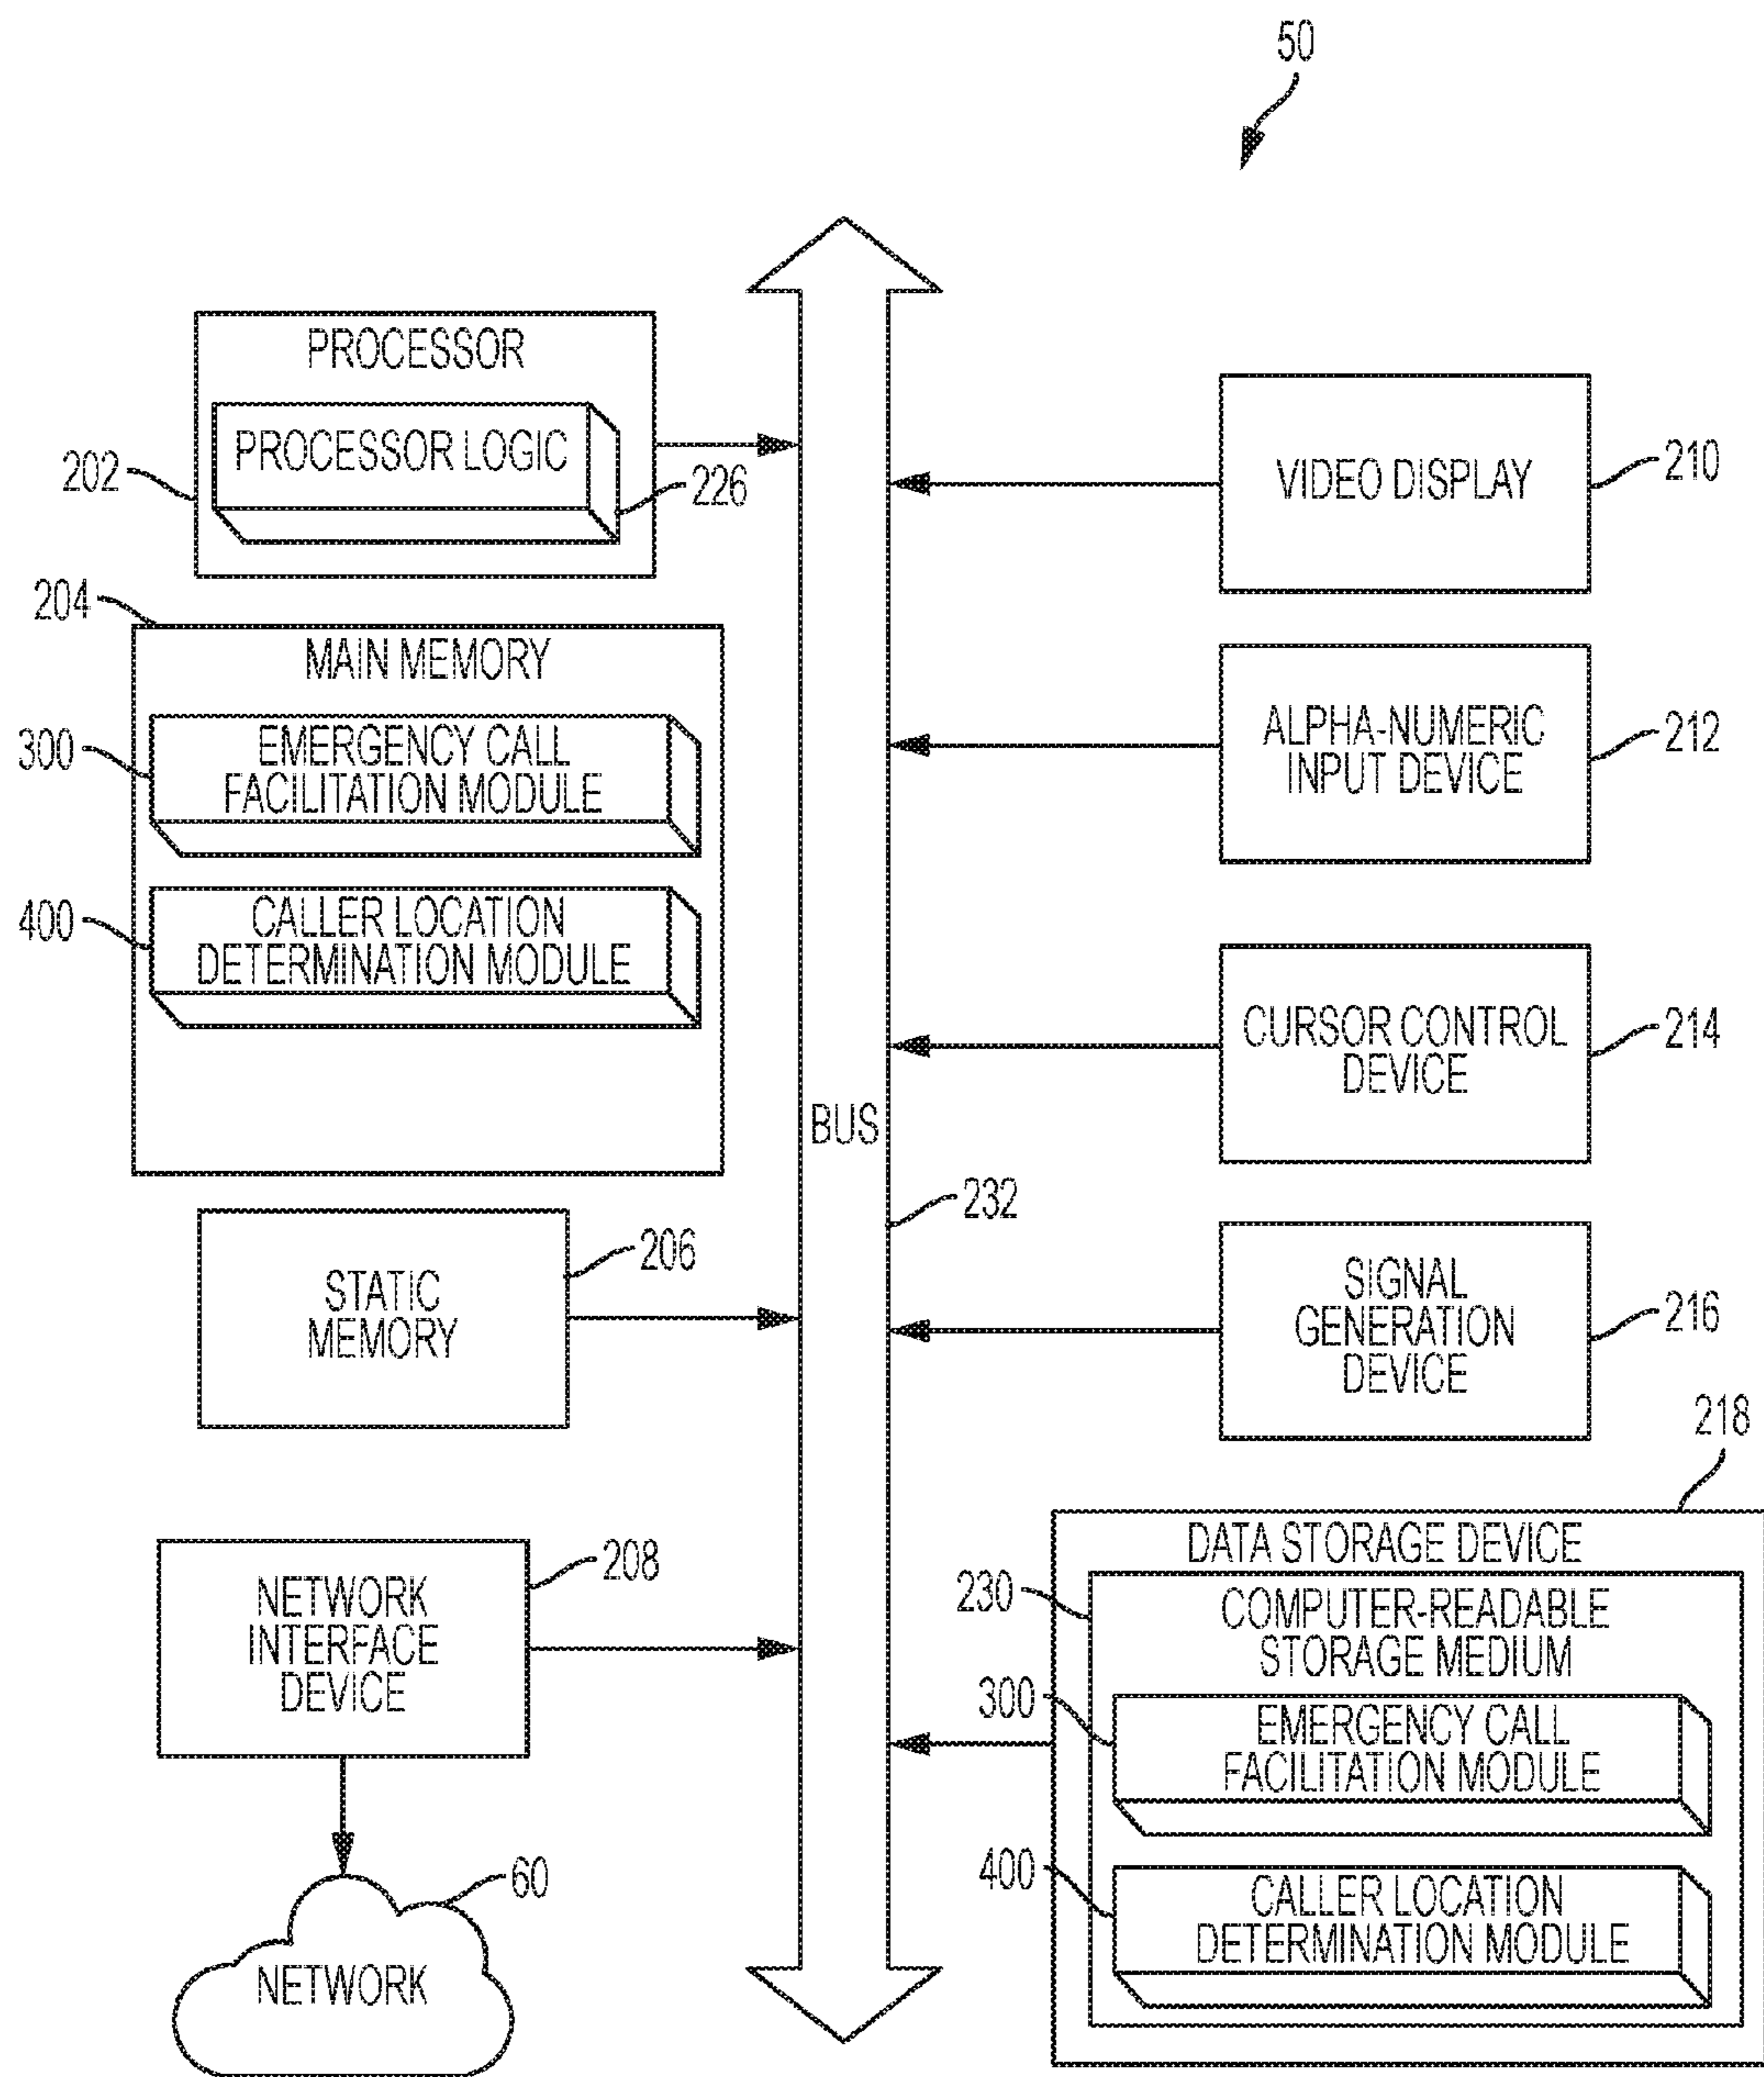 50
PROCESSOR
PROCESSOR LOGIC
202
226
204
MAIN MEMORY
300
EMERGENCY CALL
FACILITATION MODULE
400
CALLER LOCATION
DETERMINATION MODULE
206
STATIC
MEMORY
208
NETWORK
INTERFACE
DEVICE
60
NETWORK
BUS
232
VIDEO DISPLAY
210
ALPHA-NUMERIC
INPUT DEVICE
212
CURSOR CONTROL
DEVICE
214
SIGNAL
GENERATION
DEVICE
216
218
DATA STORAGE DEVICE
230
COMPUTER-READABLE
STORAGE MEDIUM
300
EMERGENCY CALL
FACILITATION MODULE
400
CALLER LOCATION
DETERMINATION MODULE